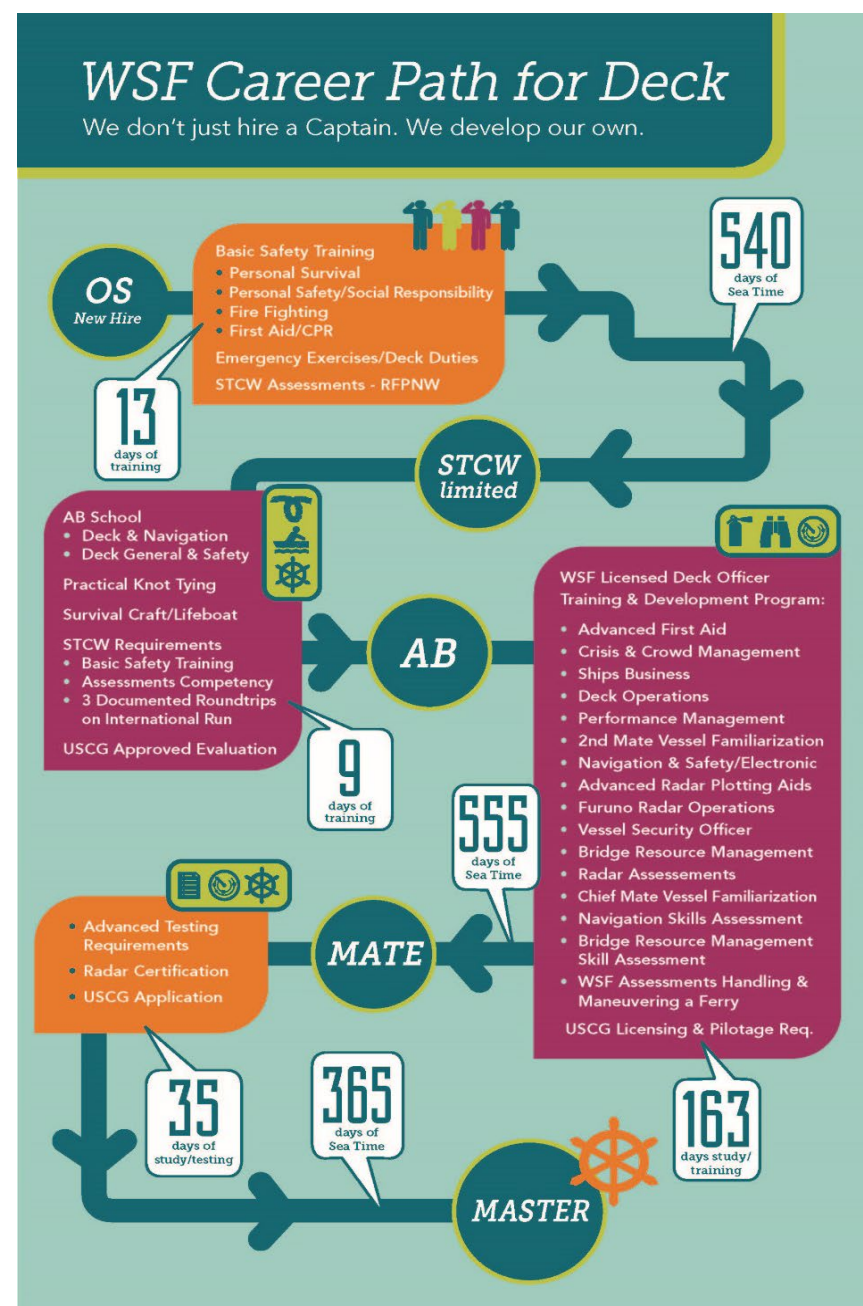 WSF Career Path for Deck
We don't just hire a Captain. We develop our own.
OS
New Hire
Basic Safety Training
• Personal Survival
• Personal Safety/Social Responsibility
• Fire Fighting
• First Aid/CPR
Emergency Exercises/Deck Duties
STCW Assessments - RFPNW
13
days of
training
540
days of
Sea Time
STCW
limited
AB School
• Deck & Navigation
• Deck General & Safety
Practical Knot Tying
Survival Craft/Lifeboat
STCW Requirements
• Basic Safety Training
• Assessments Competency
• 3 Documented Roundtrips
on International Run
USCG Approved Evaluation
9
days of
training
AB
WSF Licensed Deck Officer
Training & Development Program:
• Advanced First Aid
• Crisis & Crowd Management
• Ships Business
• Deck Operations
• Performance Management
• 2nd Mate Vessel Familiarization
• Navigation & Safety/Electronic
• Advanced Radar Plotting Aids
• Furuno Radar Operations
• Vessel Security Officer
• Bridge Resource Management
• Radar Assessements
• Chief Mate Vessel Familiarization
• Navigation Skills Assessment
• Bridge Resource Management
Skill Assessment
• WSF Assessments Handling &
Maneuvering a Ferry
USCG Licensing & Pilotage Req.
163
days study/
training
555
days of
Sea Time
MATE
• Advanced Testing
Requirements
• Radar Certification
• USCG Application
35
days of
study/testing
365
days of
Sea Time
MASTER